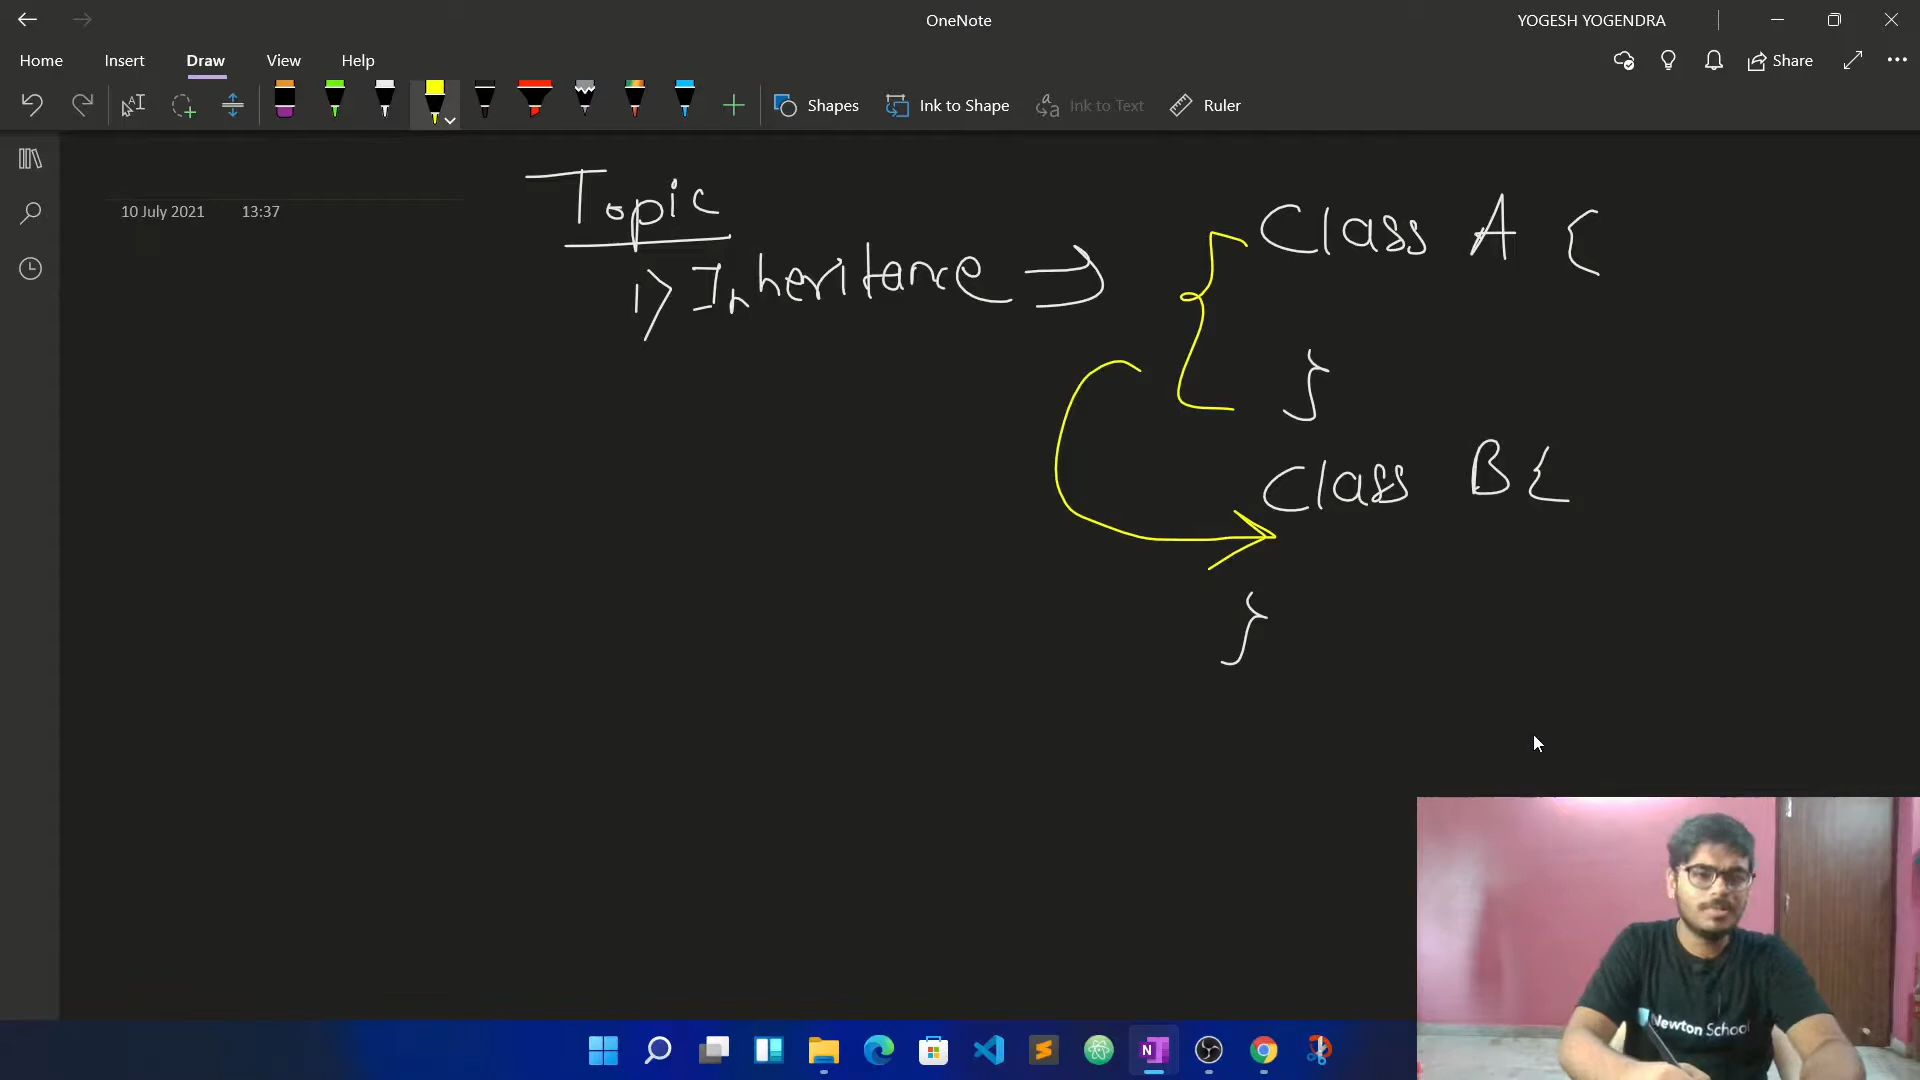 OneNote
YOGESH YOGENDRA
Home Insert Draw View Help
Share
Shapes Ink to Shape Ink to Text Ruler
10 July 2021 13:37
Topic
1) Inheritance →
Class A {
}
Class B {
}
Newton School